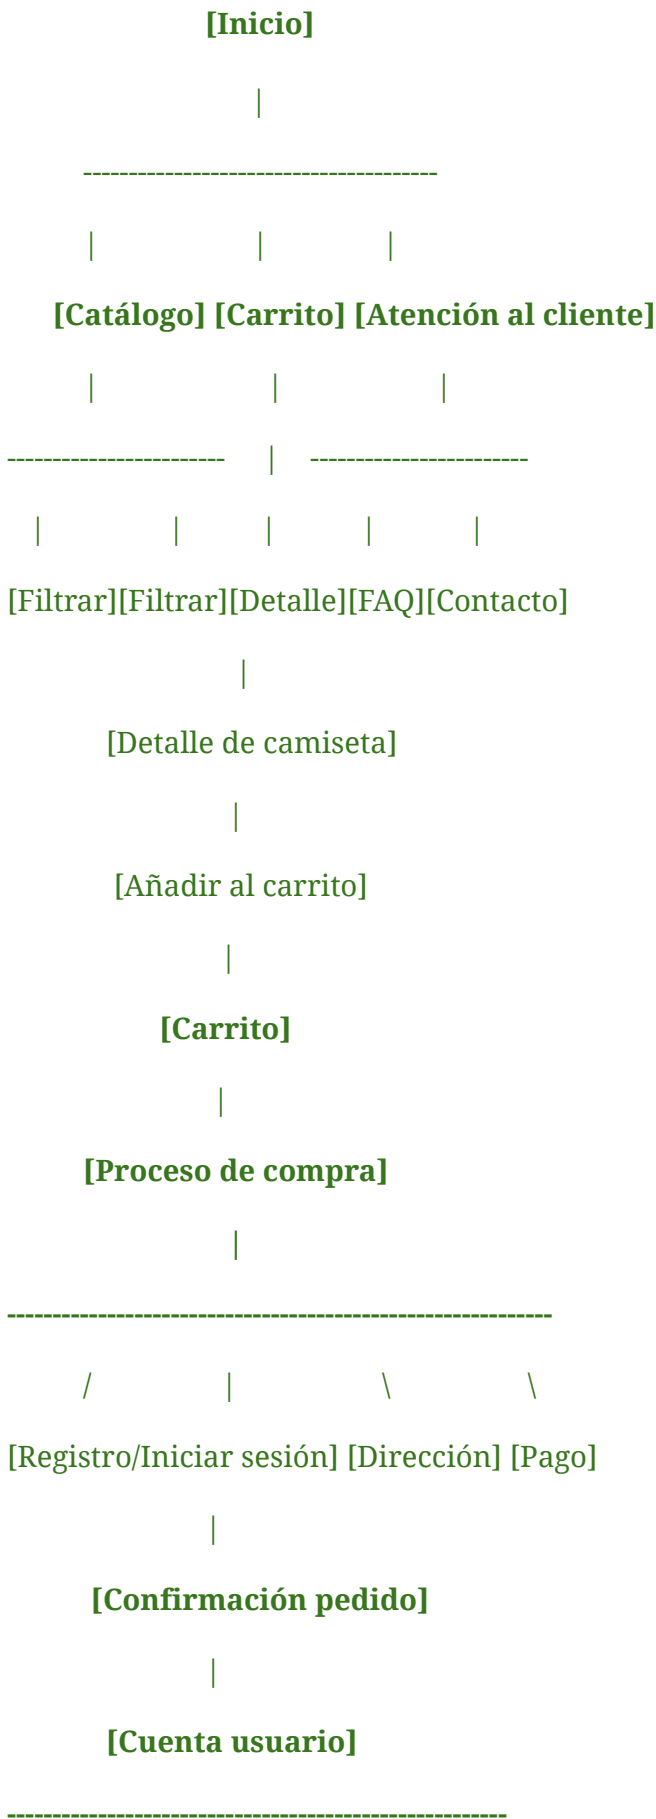 [Inicio]
|
---------------------------------------
| | |
[Catálogo] [Carrito] [Atención al cliente]
| | |
------------------------ | ------------------------
| | | | |
[Filtrar][Filtrar][Detalle][FAQ][Contacto]
|
[Detalle de camiseta]
|
[Añadir al carrito]
|
[Carrito]
|
[Proceso de compra]
|
------------------------------------------------------------
/ | \ \
[Registro/Iniciar sesión] [Dirección] [Pago]
|
[Confirmación pedido]
|
[Cuenta usuario]
-------------------------------------------------------